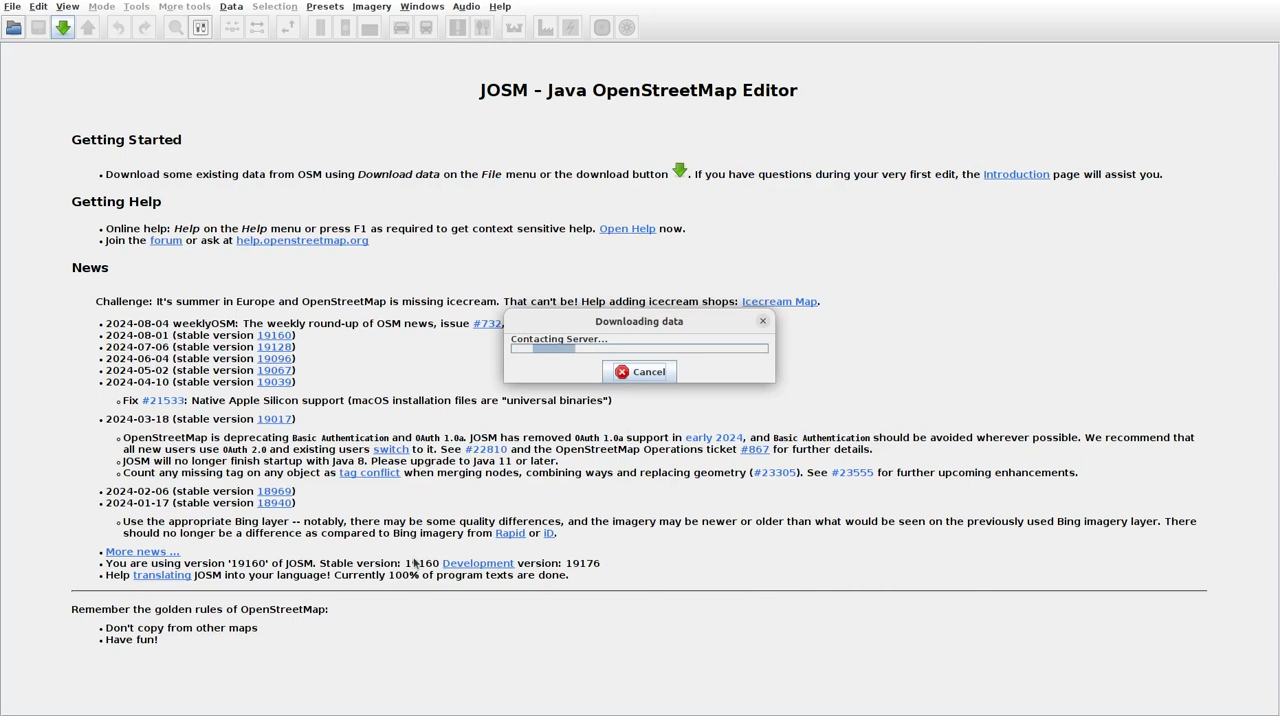 File Edit View Mode Tools More tools Data Selection Presets Imagery Windows Audio Help
JOSM – Java OpenStreetMap Editor
Getting Started
• Download some existing data from OSM using Download data on the File menu or the download button . If you have questions during your very first edit, the Introduction page will assist you.
Getting Help
• Online help: Help on the Help menu or press F1 as required to get context sensitive help. Open Help now.
• Join the forum or ask at help.openstreetmap.org
News
Challenge: It's summer in Europe and OpenStreetMap is missing icecream. That can't be! Help adding icecream shops: Icecream Map.
• 2024-08-04 weeklyOSM: The weekly round-up of OSM news, issue #732,
• 2024-08-01 (stable version 19160)
• 2024-07-06 (stable version 19128)
• 2024-06-04 (stable version 19096)
• 2024-05-02 (stable version 19067)
• 2024-04-10 (stable version 19039)
Downloading data
Contacting Server...
Cancel
◦ Fix #21533: Native Apple Silicon support (macOS installation files are "universal binaries")
• 2024-03-18 (stable version 19017)
◦ OpenStreetMap is deprecating Basic Authentication and OAuth 1.0a. JOSM has removed OAuth 1.0a support in early 2024, and Basic Authentication should be avoided wherever possible. We recommend that
all new users use OAuth 2.0 and existing users switch to it. See #22810 and the OpenStreetMap Operations ticket #867 for further details.
◦ JOSM will no longer finish startup with Java 8. Please upgrade to Java 11 or later.
◦ Count any missing tag on any object as tag conflict when merging nodes, combining ways and replacing geometry (#23305). See #23555 for further upcoming enhancements.
• 2024-02-06 (stable version 18969)
• 2024-01-17 (stable version 18940)
◦ Use the appropriate Bing layer -- notably, there may be some quality differences, and the imagery may be newer or older than what would be seen on the previously used Bing imagery layer. There
should no longer be a difference as compared to Bing imagery from Rapid or iD.
• More news ...
• You are using version '19160' of JOSM. Stable version: 19160 Development version: 19176
• Help translating JOSM into your language! Currently 100% of program texts are done.
Remember the golden rules of OpenStreetMap:
• Don't copy from other maps
• Have fun!